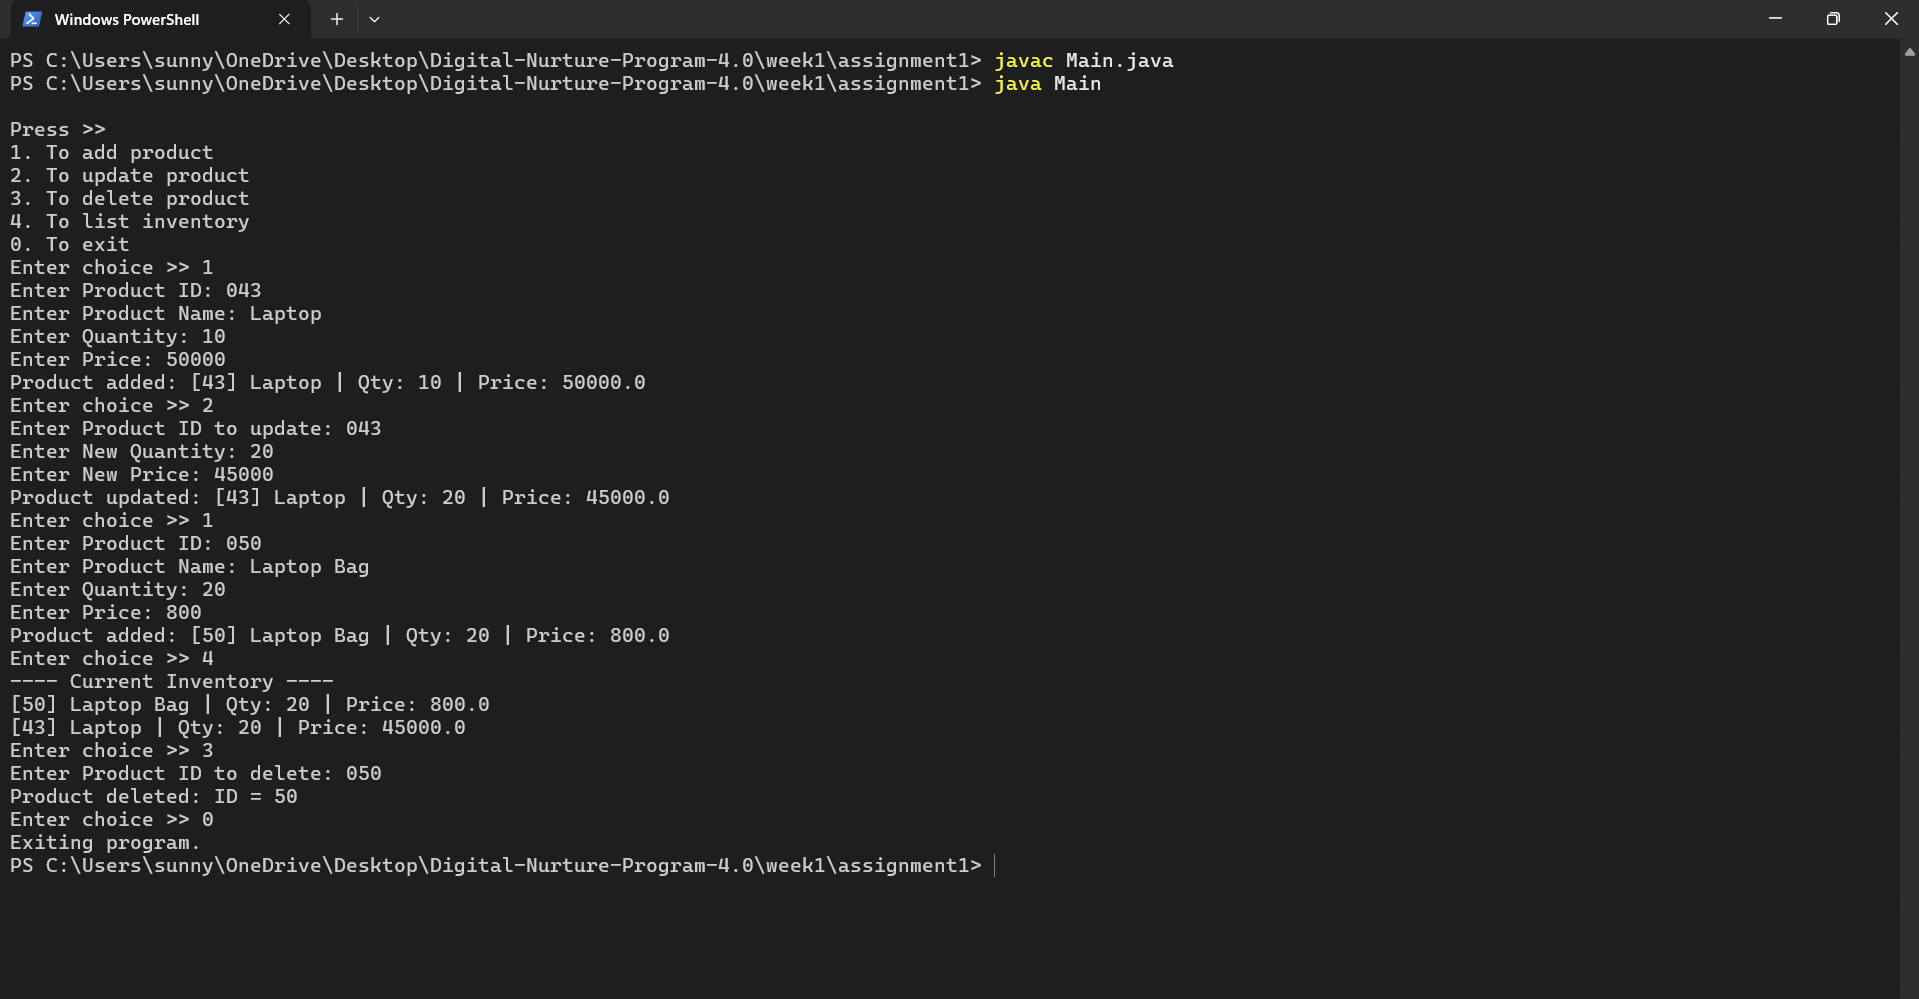 Windows PowerShell
PS C:\Users\sunny\OneDrive\Desktop\Digital-Nurture-Program-4.0\week1\assignment1> javac Main.java
PS C:\Users\sunny\OneDrive\Desktop\Digital-Nurture-Program-4.0\week1\assignment1> java Main
Press >>
1. To add product
2. To update product
3. To delete product
4. To list inventory
0. To exit
Enter choice >> 1
Enter Product ID: 043
Enter Product Name: Laptop
Enter Quantity: 10
Enter Price: 50000
Product added: [43] Laptop | Qty: 10 | Price: 50000.0
Enter choice >> 2
Enter Product ID to update: 043
Enter New Quantity: 20
Enter New Price: 45000
Product updated: [43] Laptop | Qty: 20 | Price: 45000.0
Enter choice >> 1
Enter Product ID: 050
Enter Product Name: Laptop Bag
Enter Quantity: 20
Enter Price: 800
Product added: [50] Laptop Bag | Qty: 20 | Price: 800.0
Enter choice >> 4
---- Current Inventory ----
[50] Laptop Bag | Qty: 20 | Price: 800.0
[43] Laptop | Qty: 20 | Price: 45000.0
Enter choice >> 3
Enter Product ID to delete: 050
Product deleted: ID = 50
Enter choice >> 0
Exiting program.
PS C:\Users\sunny\OneDrive\Desktop\Digital-Nurture-Program-4.0\week1\assignment1>